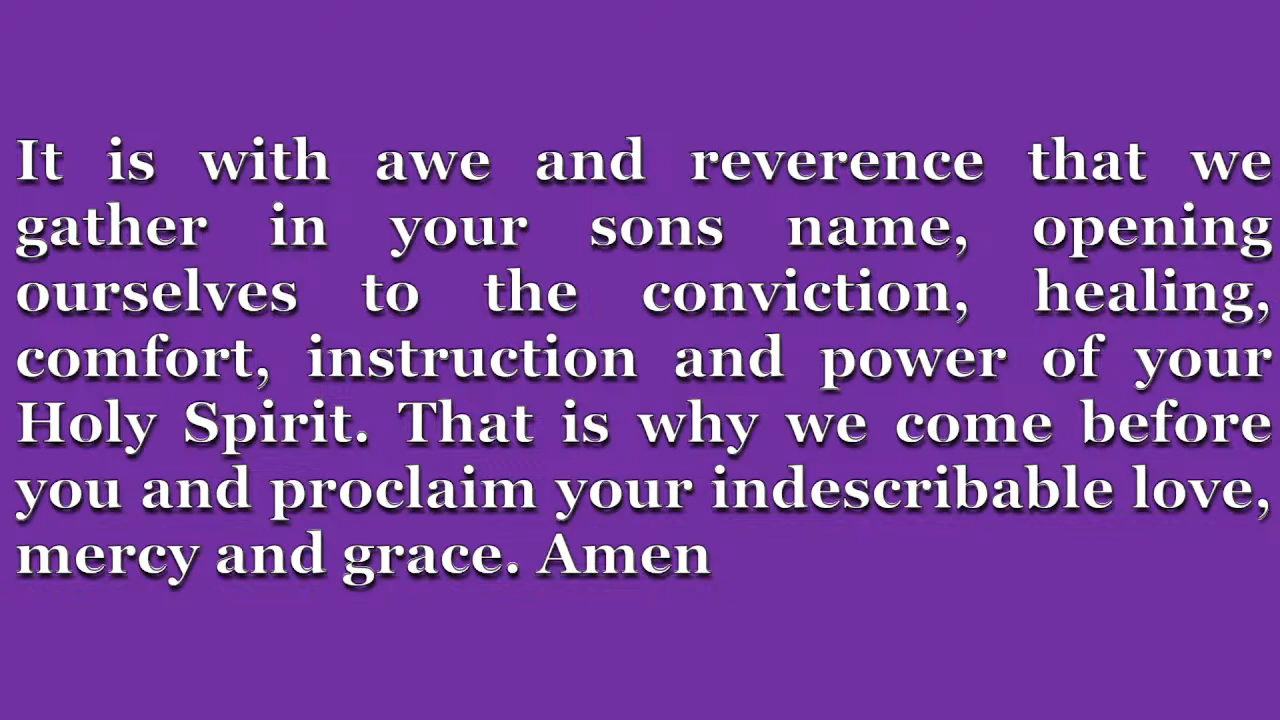 It is with awe and reverence that we
gather in your sons name, opening
ourselves to the conviction, healing,
comfort, instruction and power of your
Holy Spirit. That is why we come before
you and proclaim your indescribable love,
mercy and grace. Amen